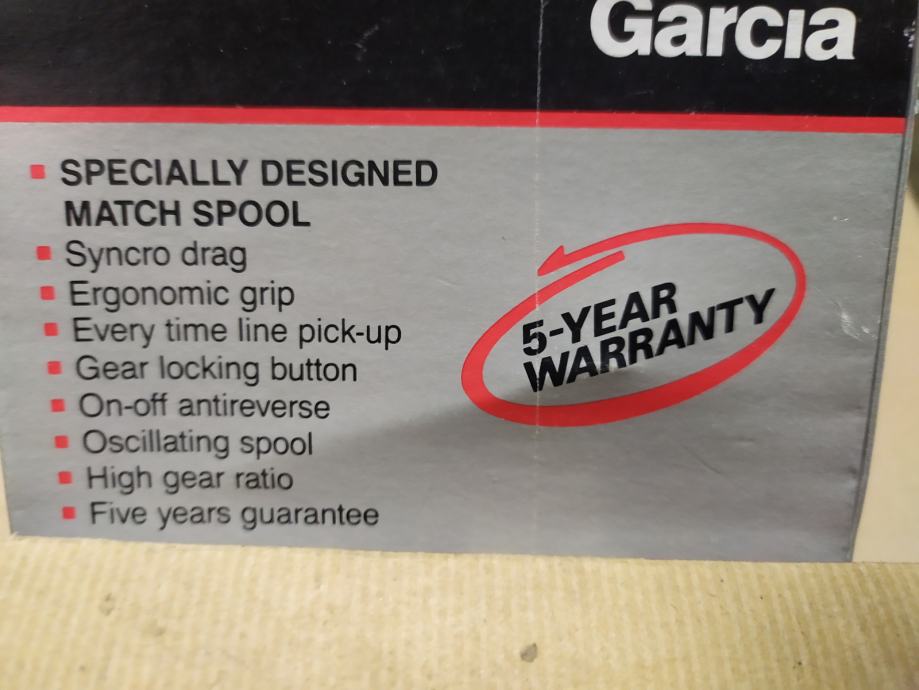 Garcia
SPECIALLY DESIGNED
MATCH SPOOL
Syncro drag
Ergonomic grip
Every time line pick-up
Gear locking button
On-off antireverse
Oscillating spool
High gear ratio
Five years guarantee
5-YEAR
WARRANTY